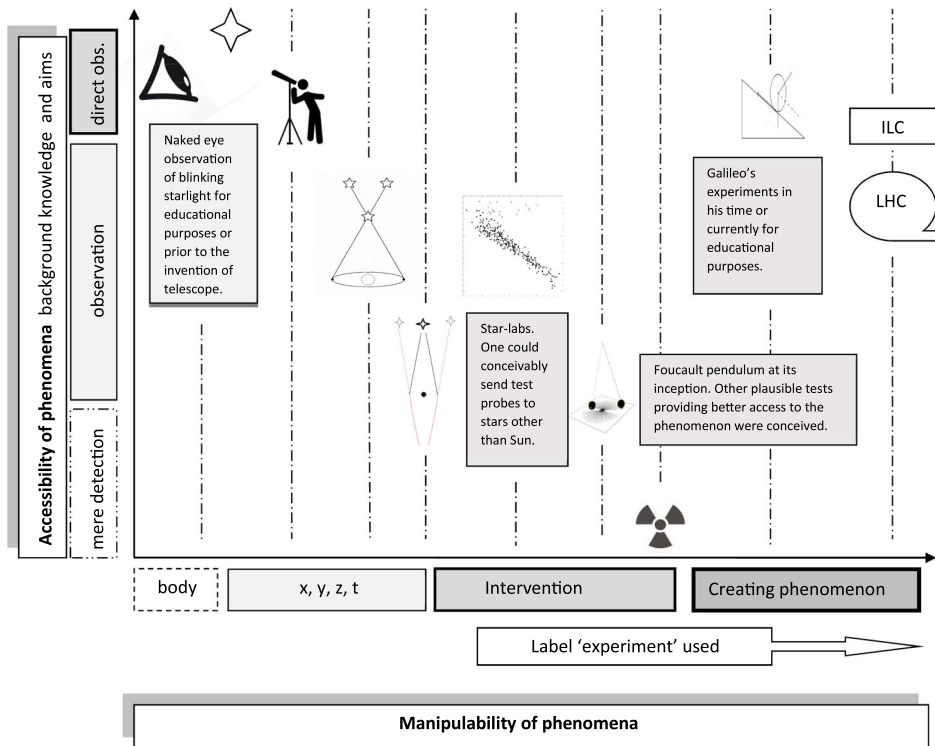 Accessibility of phenomena background knowledge and aims
direct obs.
observation
mere detection
Naked eye
observation
of blinking
starlight for
educational
purposes or
prior to the
invention of
telescope.
Star-labs.
One could
conceivably
send test
probes to
stars other
than Sun.
Galileo's
experiments in
his time or
currently for
educational
purposes.
Foucault pendulum at its
inception. Other plausible tests
providing better access to the
phenomenon were conceived.
ILC
LHC
body
x, y, z, t
Intervention
Creating phenomenon
Label 'experiment' used
Manipulability of phenomena